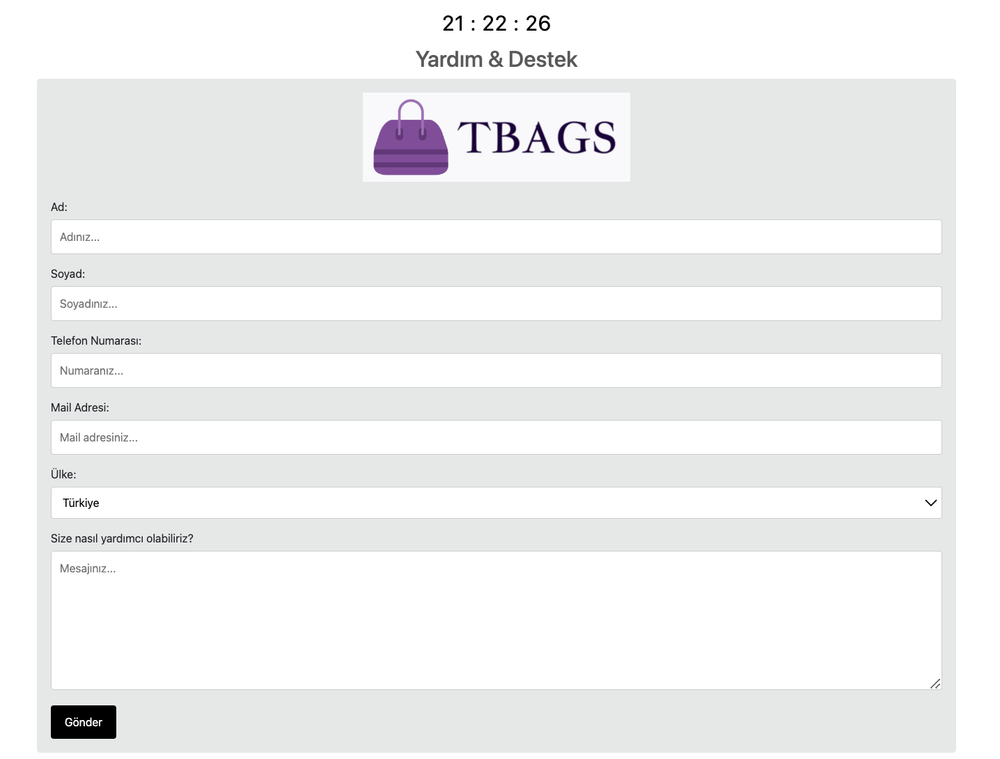 21 : 22 : 26
Yardım & Destek
TBAGS
Ad:
Adınız...
Soyad:
Soyadınız...
Telefon Numarası:
Numaranız...
Mail Adresi:
Mail adresiniz...
Ülke:
Türkiye
Size nasıl yardımcı olabiliriz?
Mesajınız...
Gönder